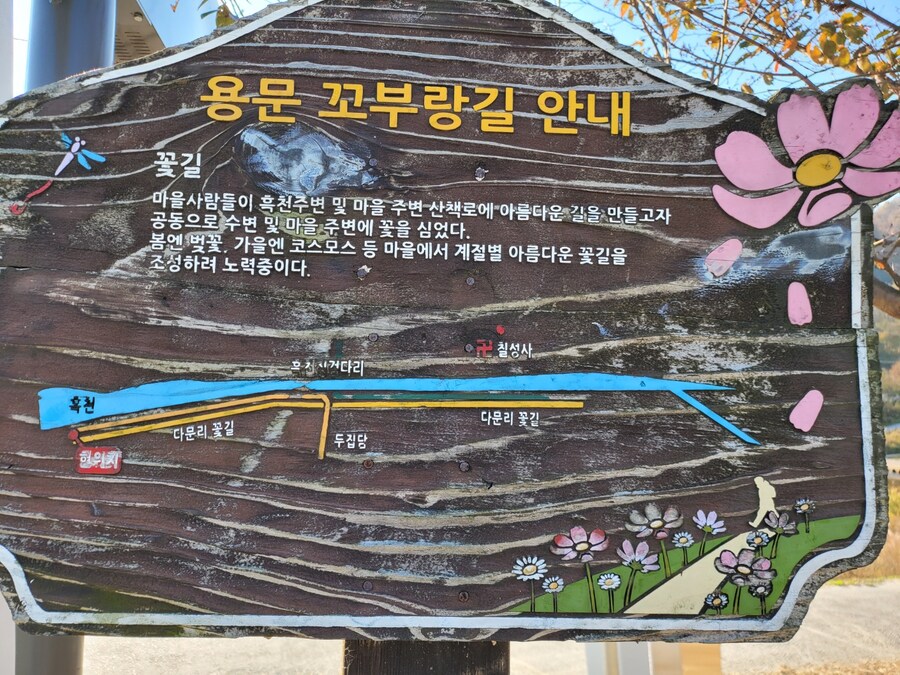 용문 꼬부랑길 안내
꽃길
마을사람들이 흑천주변 및 마을 주변 산책로에 아름다운 길을 만들고자
공동으로 수변 및 마을 주변에 꽃을 심었다.
봄엔 벚꽃, 가을엔 코스모스 등 마을에서 계절별 아름다운 꽃길을
조성하려 노력중이다.
卍 칠성사
흑천
다문리 꽃길
다문리 꽃길
두집당
현위치